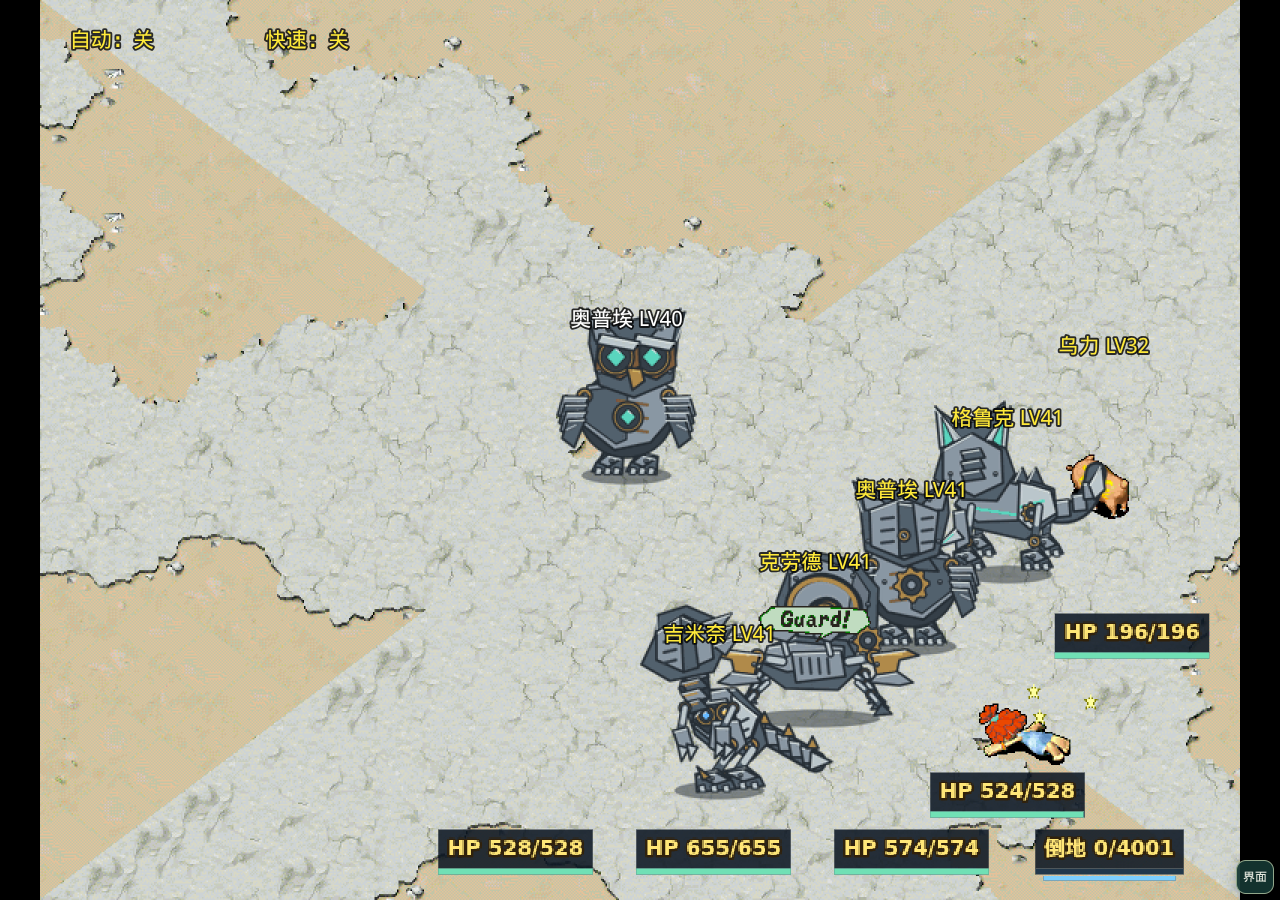 自动：关
快速：关
奥普埃 LV40
乌力 LV32
格鲁克 LV41
奥普埃 LV41
克劳德 LV41
Guard!
吉米奈 LV41
HP 196/196
HP 524/528
HP 528/528
HP 655/655
HP 574/574
倒地 0/4001
界面